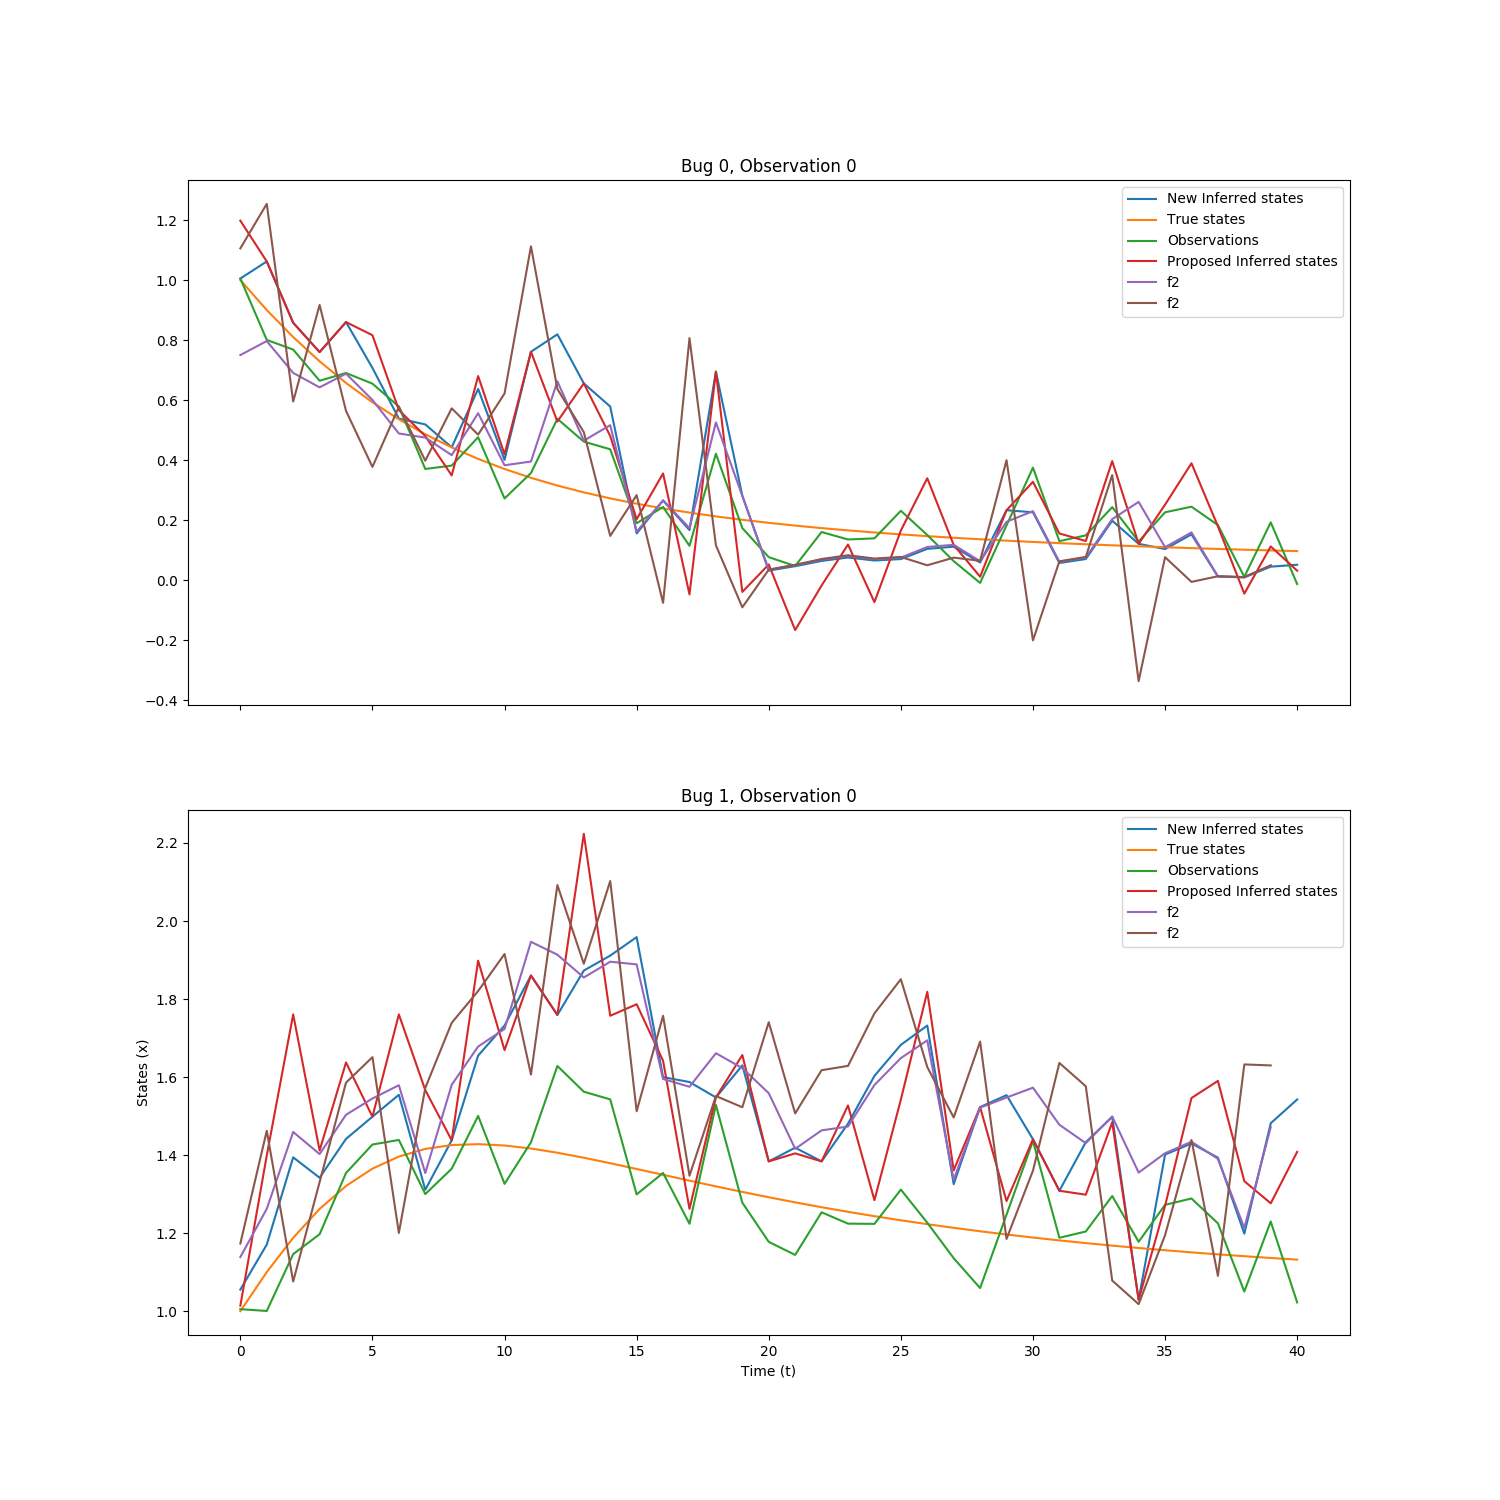 Bug 0, Observation 0
New Inferred states
True states
Observations
Proposed Inferred states
f2
f2
1.2
1.0
0.8
0.6
0.4
0.2
0.0
−0.2
−0.4
Bug 1, Observation 0
New Inferred states
True states
Observations
Proposed Inferred states
f2
f2
2.2
2.0
1.8
1.6
1.4
1.2
1.0
States (x)
0 5 10 15 20 25 30 35 40
Time (t)